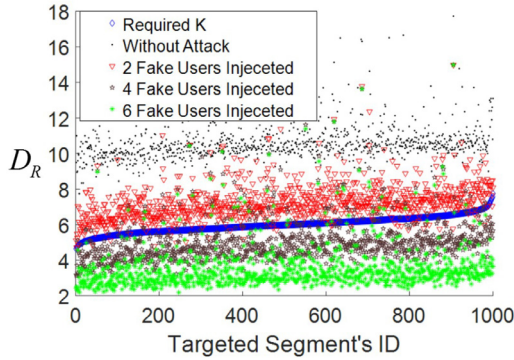 18
16
14
12
10
8
6
4
2
D_R
Required K
Without Attack
2 Fake Users Injeceted
4 Fake Users Injeceted
6 Fake Users Injeceted
0 200 400 600 800 1000
Targeted Segment's ID